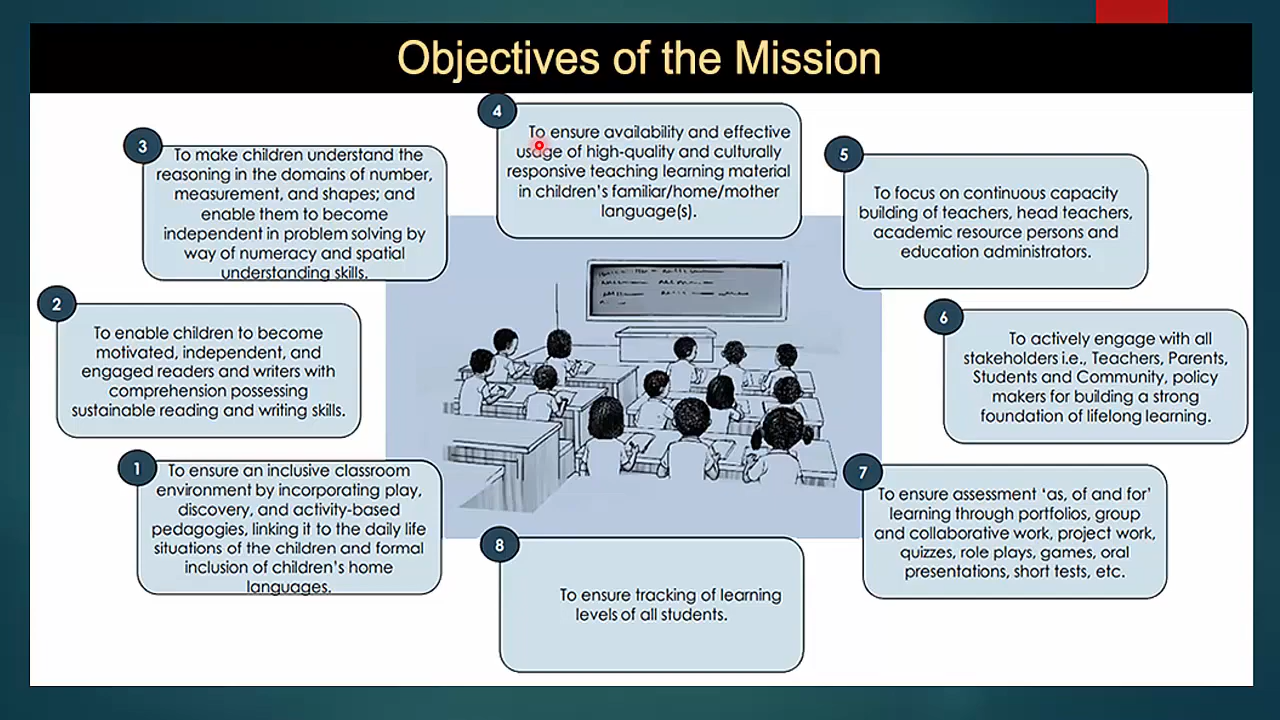 Objectives of the Mission
1
To ensure an inclusive classroom
environment by incorporating play,
discovery, and activity-based
pedagogies, linking it to the daily life
situations of the children and formal
inclusion of children's home
languages.
2
To enable children to become
motivated, independent, and
engaged readers and writers with
comprehension possessing
sustainable reading and writing skills.
3
To make children understand the
reasoning in the domains of number,
measurement, and shapes; and
enable them to become
independent in problem solving by
way of numeracy and spatial
understanding skills.
4
To ensure availability and effective
usage of high-quality and culturally
responsive teaching learning material
in children's familiar/home/mother
language(s).
5
To focus on continuous capacity
building of teachers, head teachers,
academic resource persons and
education administrators.
6
To actively engage with all
stakeholders i.e., Teachers, Parents,
Students and Community, policy
makers for building a strong
foundation of lifelong learning.
7
To ensure assessment ‘as, of and for’
learning through portfolios, group
and collaborative work, project work,
quizzes, role plays, games, oral
presentations, short tests, etc.
8
To ensure tracking of learning
levels of all students.